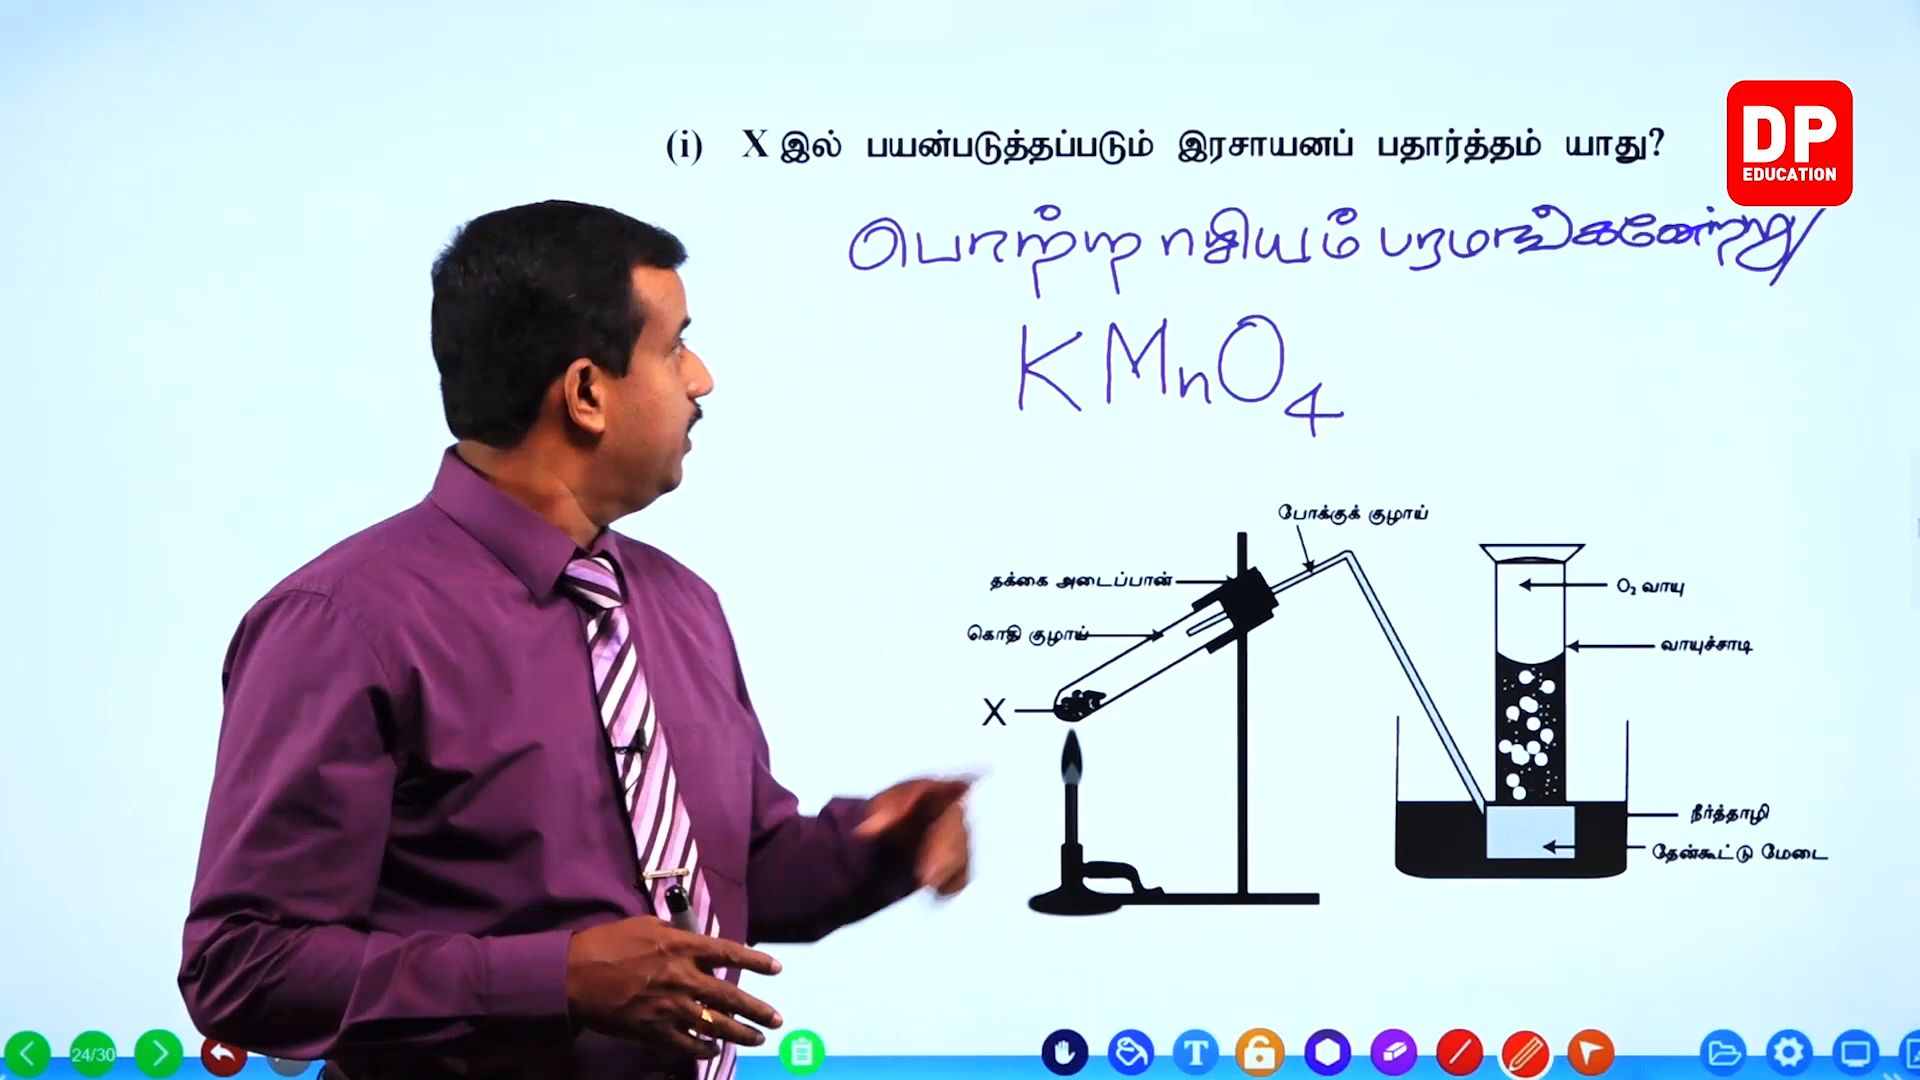 DP
EDUCATION
(i) X இல் பயன்படுத்தப்படும் இரசாயனப் பதார்த்தம் யாது?
பொற்றாசியம் பரமாங்கனேற்று
KMnO₄
போக்குக் குழாய்
தக்கை அடைப்பான்
O₂ வாயு
கொதி குழாய்
வாயுச்சாடி
X
நீர்த்தாழி
தேன்கூட்டு மேடை
24/30
T